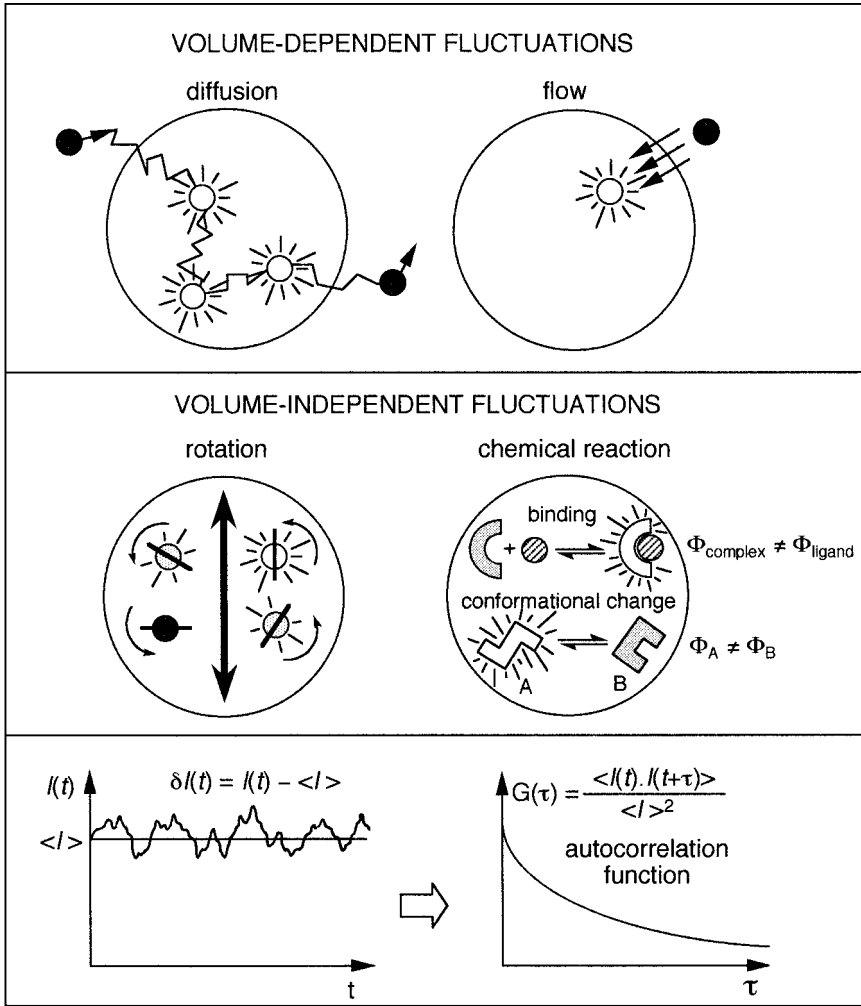 VOLUME-DEPENDENT FLUCTUATIONS
diffusion
flow
VOLUME-INDEPENDENT FLUCTUATIONS
rotation
chemical reaction
binding
+
Φcomplex ≠ Φligand
conformational change
A
B
ΦA ≠ ΦB
I(t)
δI(t) = I(t) - <I>
<I>
t
G(τ) = <I(t).I(t+τ)> / <I>²
autocorrelation
function
τ